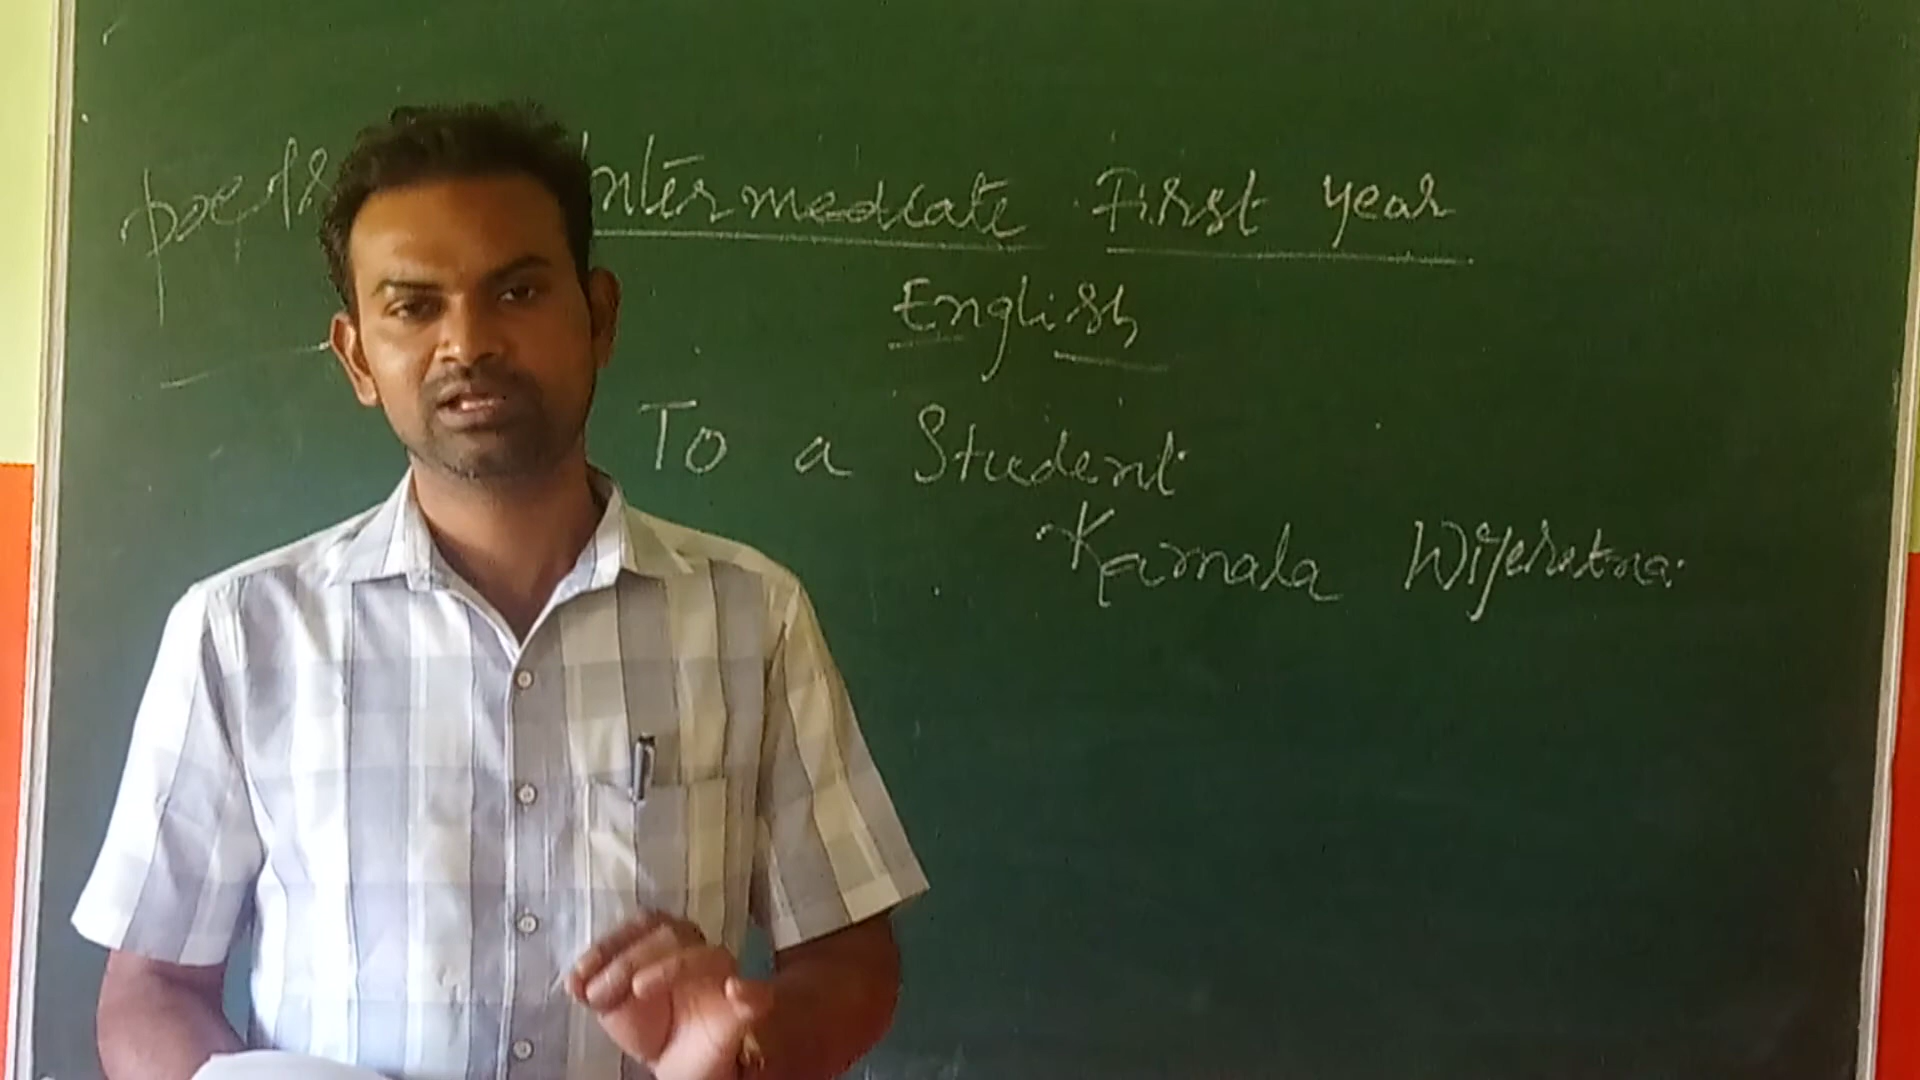 Intermediate First year
English
To a Student
Kamala Wijeratna.